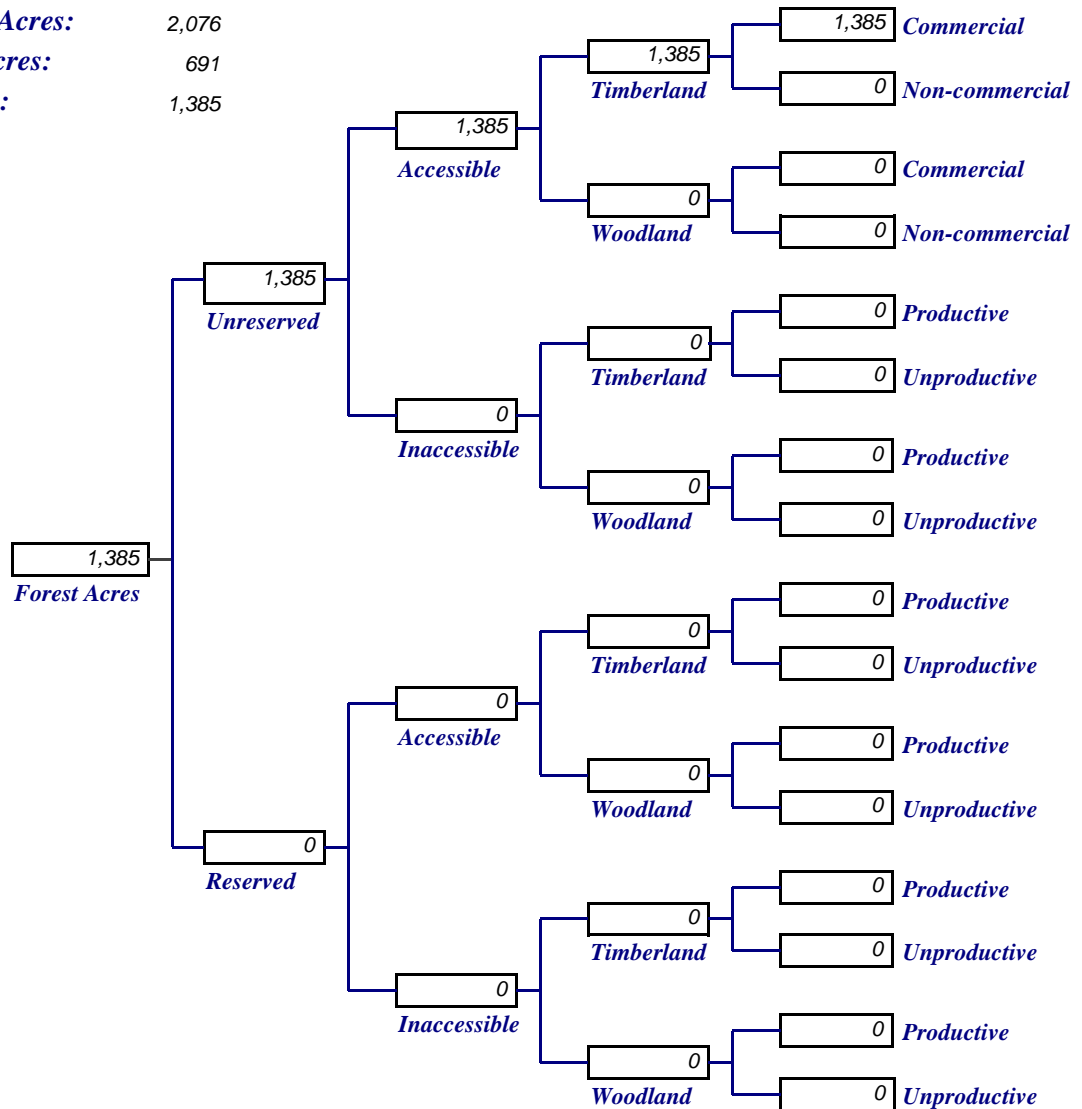 Acres: 2,076
cres: 691
: 1,385
1,385 Commercial
1,385
Timberland
0 Non-commercial
1,385
Accessible
0 Commercial
0
Woodland
0 Non-commercial
1,385
Unreserved
0 Productive
0
Timberland
0 Unproductive
0
Inaccessible
0 Productive
0
Woodland
0 Unproductive
1,385
Forest Acres
0 Productive
0
Timberland
0 Unproductive
0
Accessible
0 Productive
0
Woodland
0 Unproductive
0
Reserved
0 Productive
0
Timberland
0 Unproductive
0
Inaccessible
0 Productive
0
Woodland
0 Unproductive